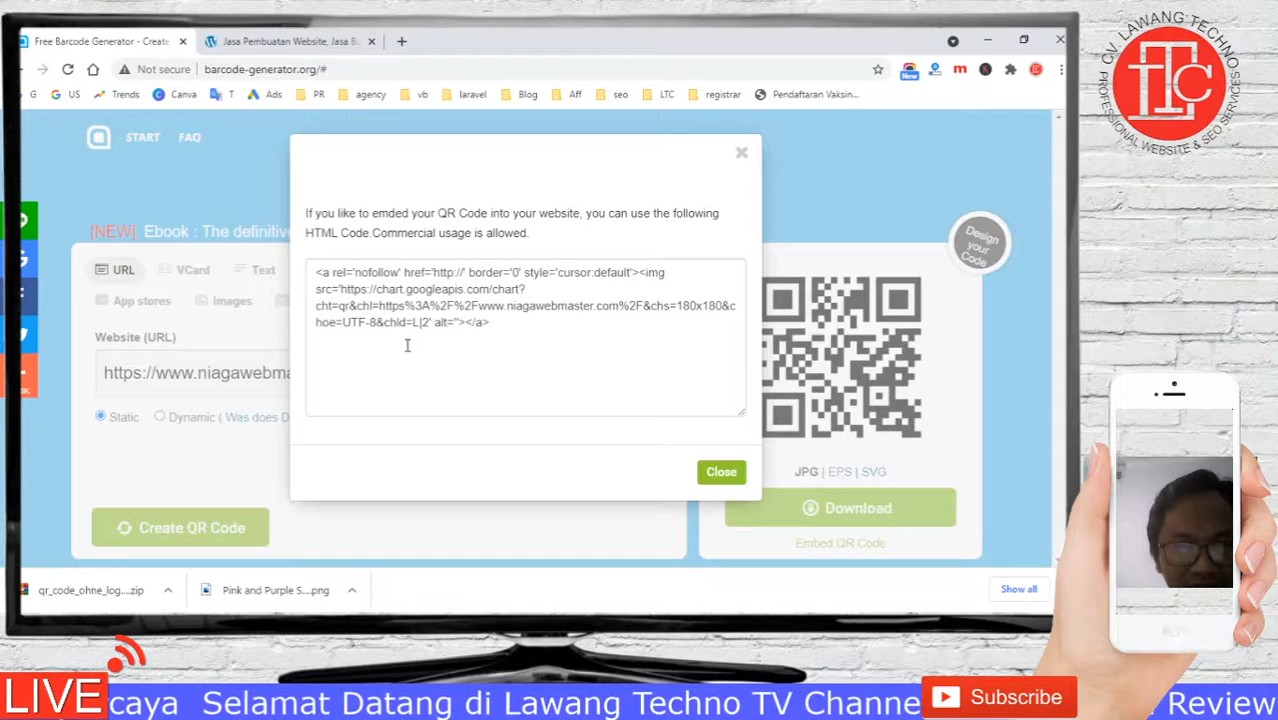 Free Barcode Generator - Create
Jasa Pembuatan Website, Jasa B
Not secure
barcode-generator.org/#
New
G
US
Trends
Canva
T
Ads
PR
agency
vb
laravel
Blog
Aff
seo
LTC
registrar
Pendaftaran Vaksin...
START
FAQ
If you like to emded your QR Code into your website, you can use the following
HTML Code.Commercial usage is allowed.
[NEW] Ebook : The definitive
URL
VCard
Text
App stores
Images
<a rel='nofollow' href='http://' border='0' style='cursor:default'><img
src='https://chart.googleapis.com/chart?
cht=qr&chl=https%3A%2F%2Fwww.niagawebmaster.com%2F&chs=180x180&c
hoe=UTF-8&chld=L|2' alt=''></a>
Website (URL)
https://www.niagawebma
Static
Dynamic ( Was does D
Create QR Code
Close
Design
your
Code
JPG | EPS | SVG
Download
Embed QR Code
qr_code_ohne_log....zip
Pink and Purple S....png
Show all
CV. LAWANG TECHNO
LTC
PROFESSIONAL WEBSITE & SEO SERVICES
LIVE
caya Selamat Datang di Lawang Techno TV Channe
Subscribe
Review